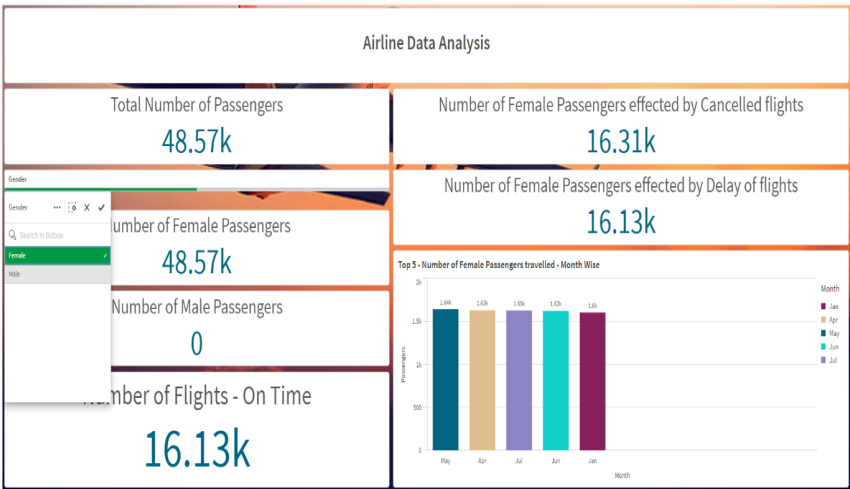 Airline Data Analysis
Total Number of Passengers
48.57k
Number of Female Passengers effected by Cancelled flights
16.31k
Gender
Gender
Search in listbox
Female
Male
umber of Female Passengers
48.57k
Number of Male Passengers
0
Number of Flights - On Time
16.13k
Number of Female Passengers effected by Delay of flights
16.13k
Top 5 - Number of Female Passengers travelled - Month Wise
2k
1.5k
1k
500
0
Passengers
1.64k
1.63k
1.63k
1.62k
1.6k
May
Apr
Jul
Jun
Jan
Month
Month
Jan
Apr
May
Jun
Jul